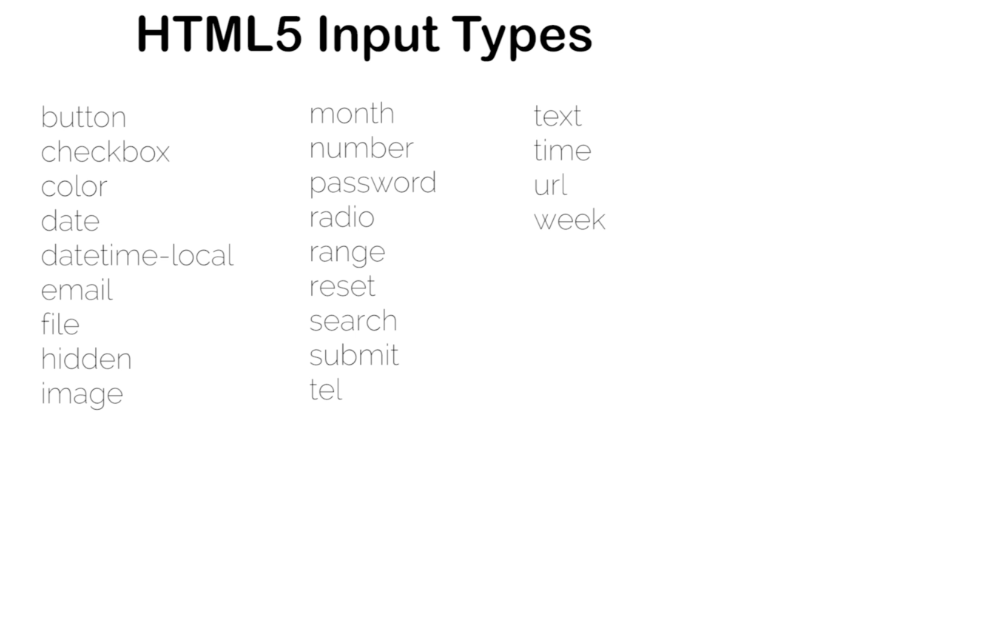 HTML5 Input Types
button
checkbox
color
date
datetime-local
email
file
hidden
image
month
number
password
radio
range
reset
search
submit
tel
text
time
url
week